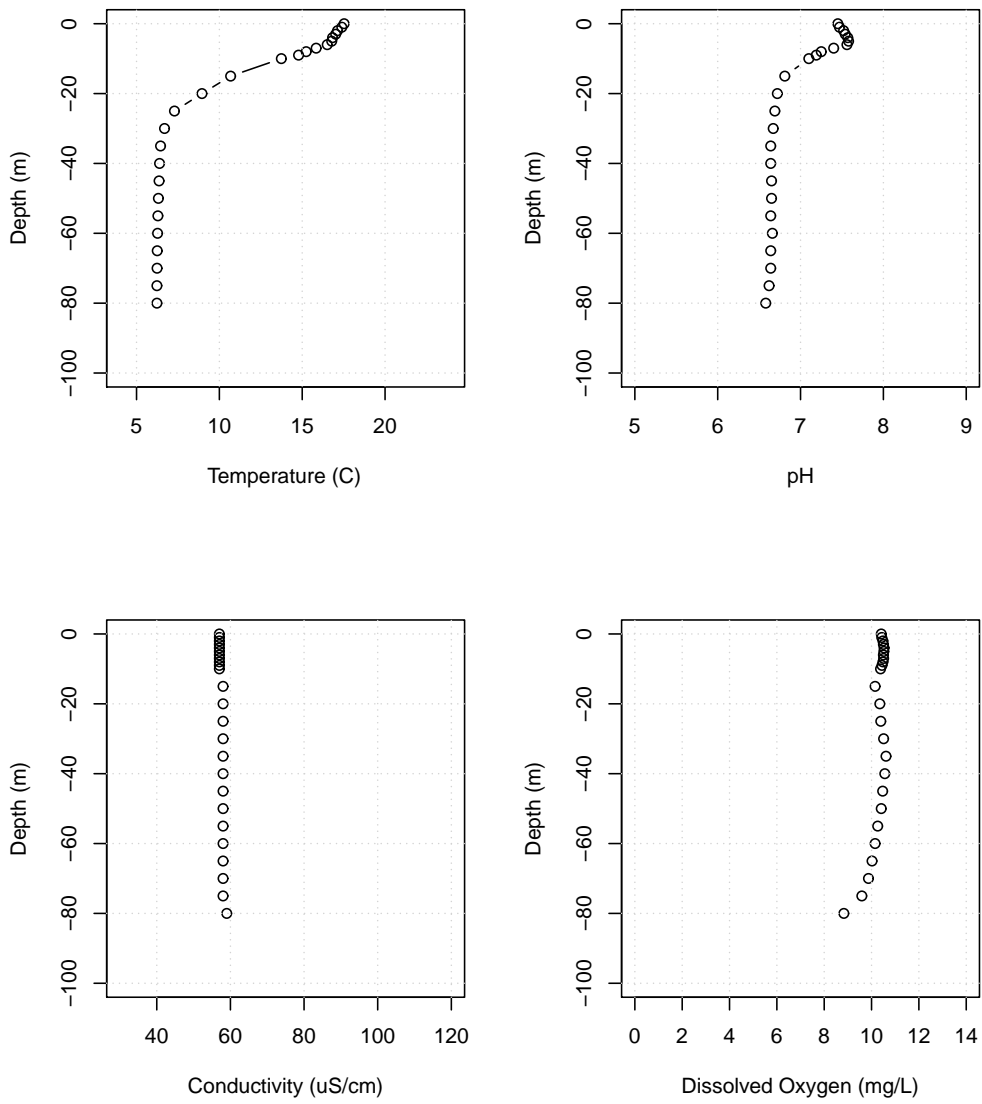 0
−20
−40
−60
−80
−100
Depth (m)
5 10 15 20
Temperature (C)
0
−20
−40
−60
−80
−100
Depth (m)
5 6 7 8 9
pH
0
−20
−40
−60
−80
−100
Depth (m)
40 60 80 100 120
Conductivity (uS/cm)
0
−20
−40
−60
−80
−100
Depth (m)
0 2 4 6 8 10 12 14
Dissolved Oxygen (mg/L)